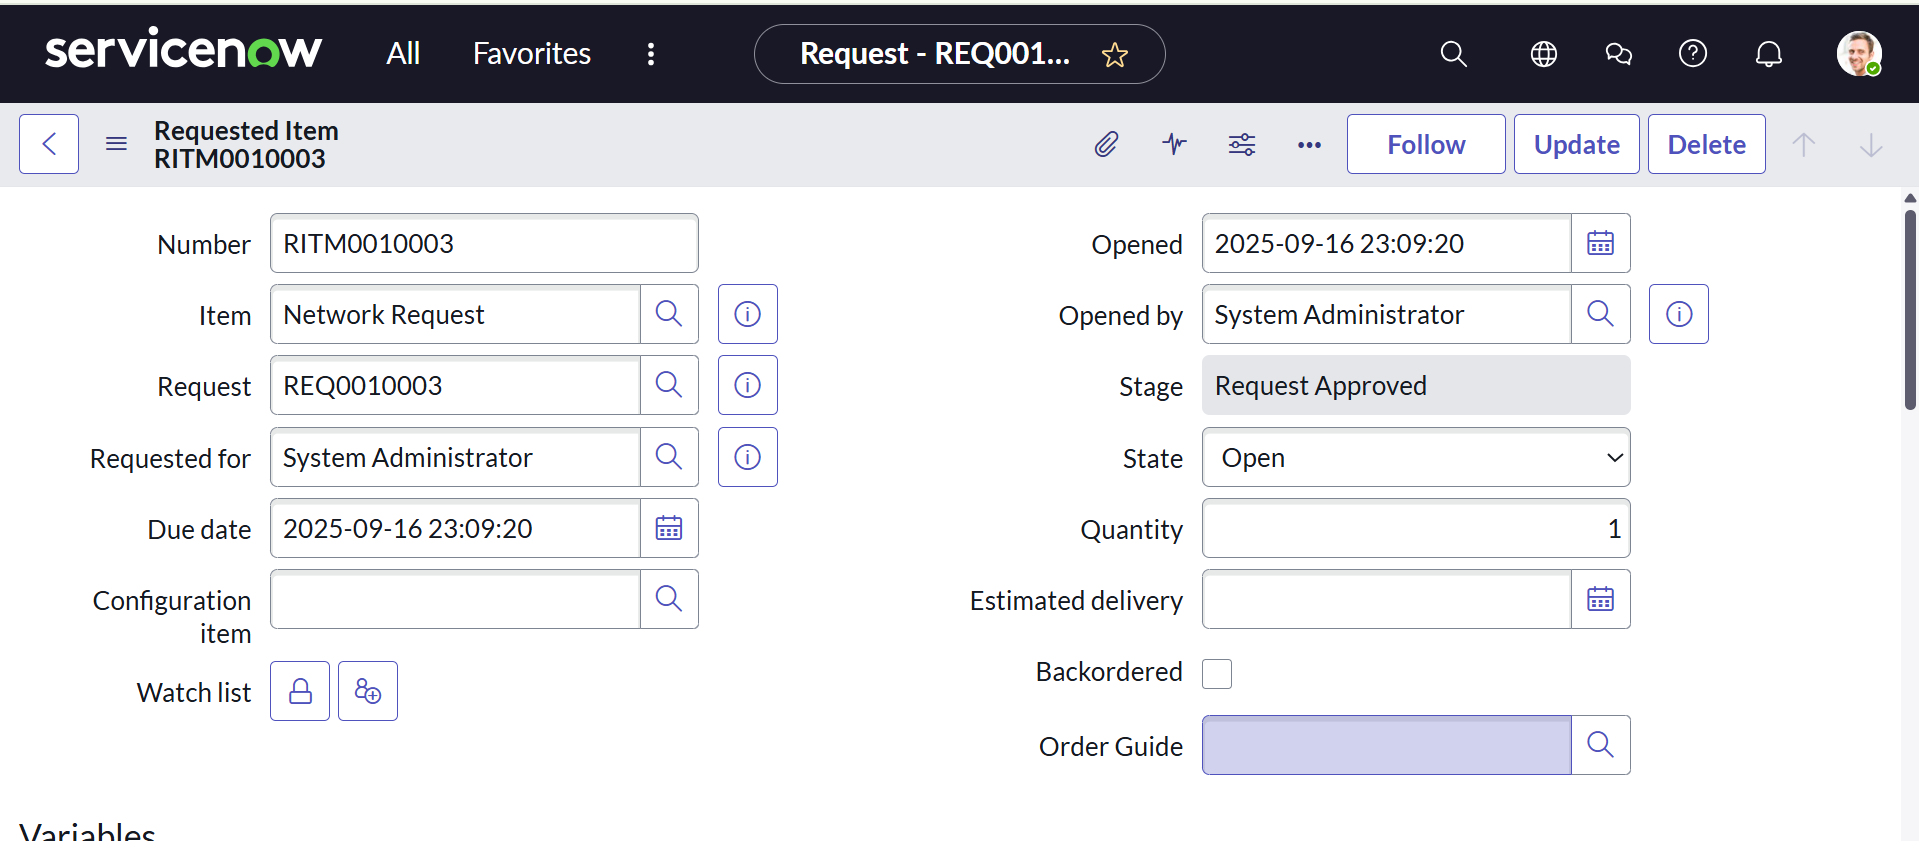 servicenow All Favorites Request - REQ001...
Requested Item
RITM0010003
Follow Update Delete
Number RITM0010003
Item Network Request
Request REQ0010003
Requested for System Administrator
Due date 2025-09-16 23:09:20
Configuration item
Watch list
Opened 2025-09-16 23:09:20
Opened by System Administrator
Stage Request Approved
State Open
Quantity 1
Estimated delivery
Backordered
Order Guide
Variables